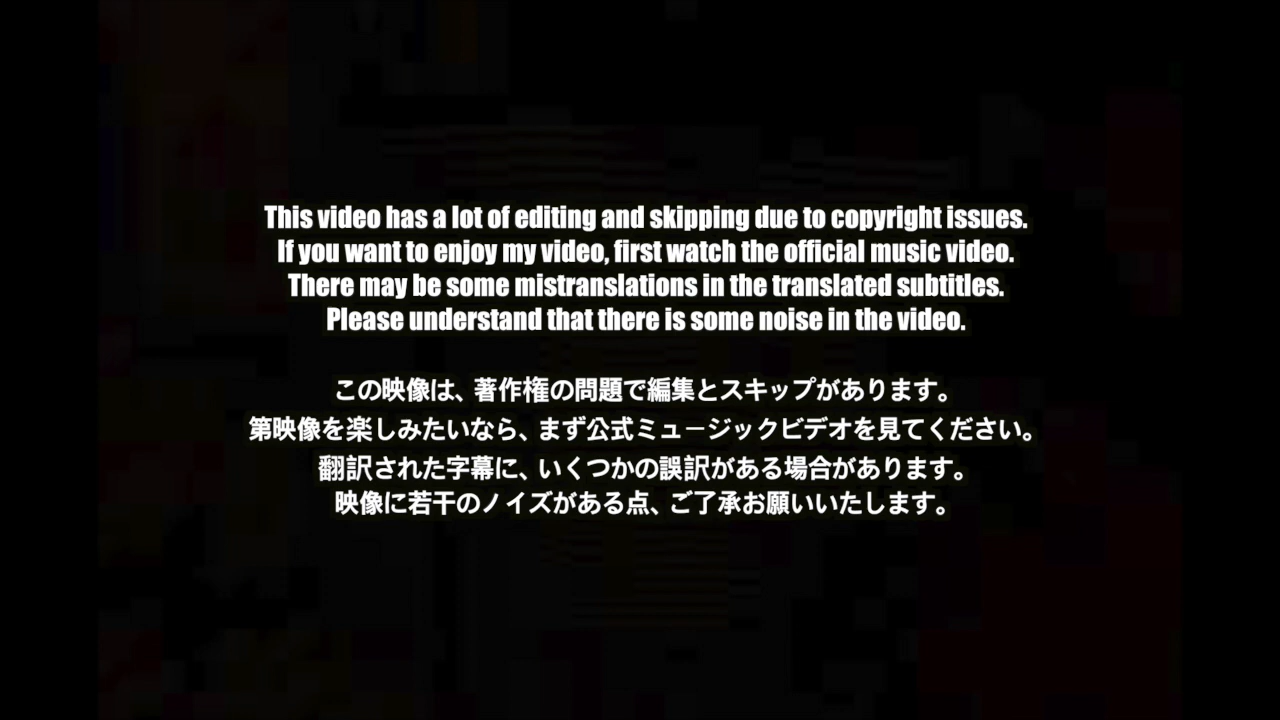 This video has a lot of editing and skipping due to copyright issues.
If you want to enjoy my video, first watch the official music video.
There may be some mistranslations in the translated subtitles.
Please understand that there is some noise in the video.
この映像は、著作権の問題で編集とスキップがあります。
第映像を楽しみたいなら、まず公式ミュージックビデオを見てください。
翻訳された字幕に、いくつかの誤訳がある場合があります。
映像に若干のノイズがある点、ご了承お願いいたします。